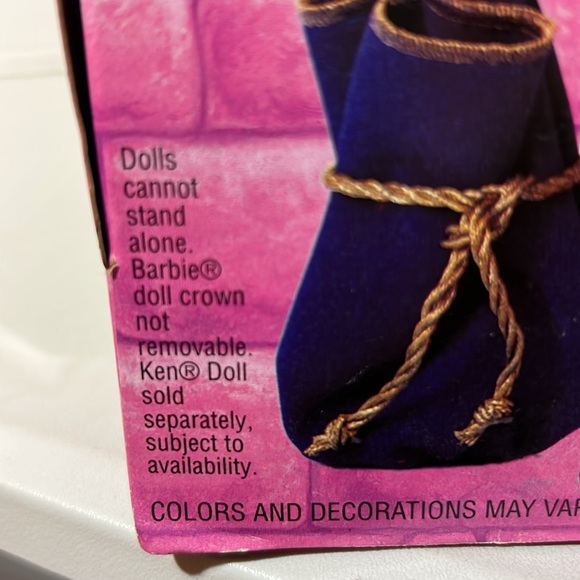 Dolls
cannot
stand
alone.
Barbie®
doll crown
not
removable.
Ken® Doll
sold
separately,
subject to
availability.
COLORS AND DECORATIONS MAY